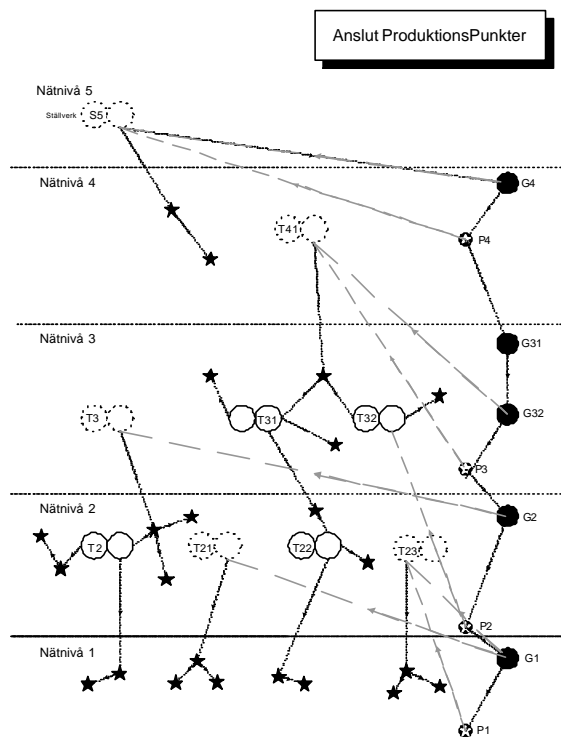 Anslut ProduktionsPunkter
Nätnivå 5
Ställverk
S5
Nätnivå 4
G4
T41
P4
Nätnivå 3
G31
T3
T31
T32
G32
P3
Nätnivå 2
G2
T2
T21
T22
T23
P2
Nätnivå 1
G1
P1